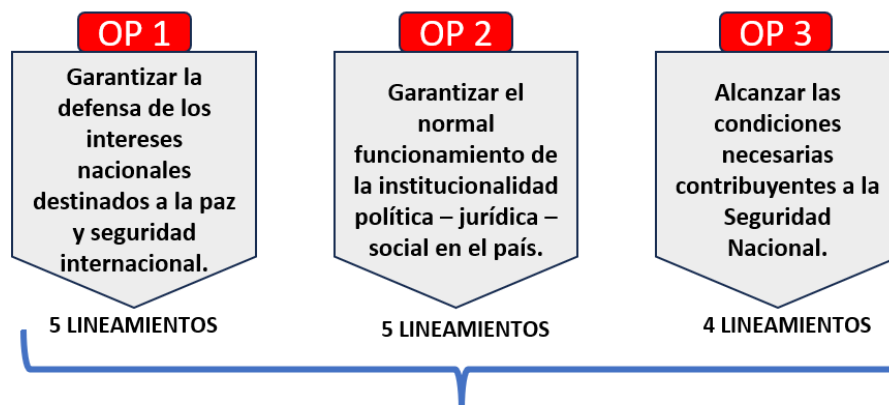 OP 1
Garantizar la
defensa de los
intereses
nacionales
destinados a la paz
y seguridad
internacional.
5 LINEAMIENTOS
OP 2
Garantizar el
normal
funcionamiento de
la institucionalidad
política – jurídica –
social en el país.
5 LINEAMIENTOS
OP 3
Alcanzar las
condiciones
necesarias
contribuyentes a la
Seguridad
Nacional.
4 LINEAMIENTOS